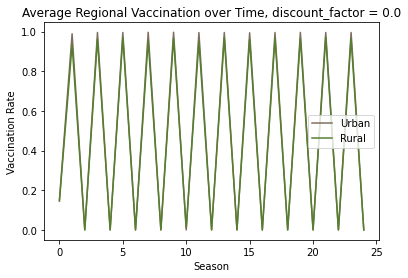 Average Regional Vaccination over Time, discount_factor = 0.0
1.0
0.8
0.6
0.4
0.2
0.0
Vaccination Rate
Urban
Rural
0 5 10 15 20 25
Season